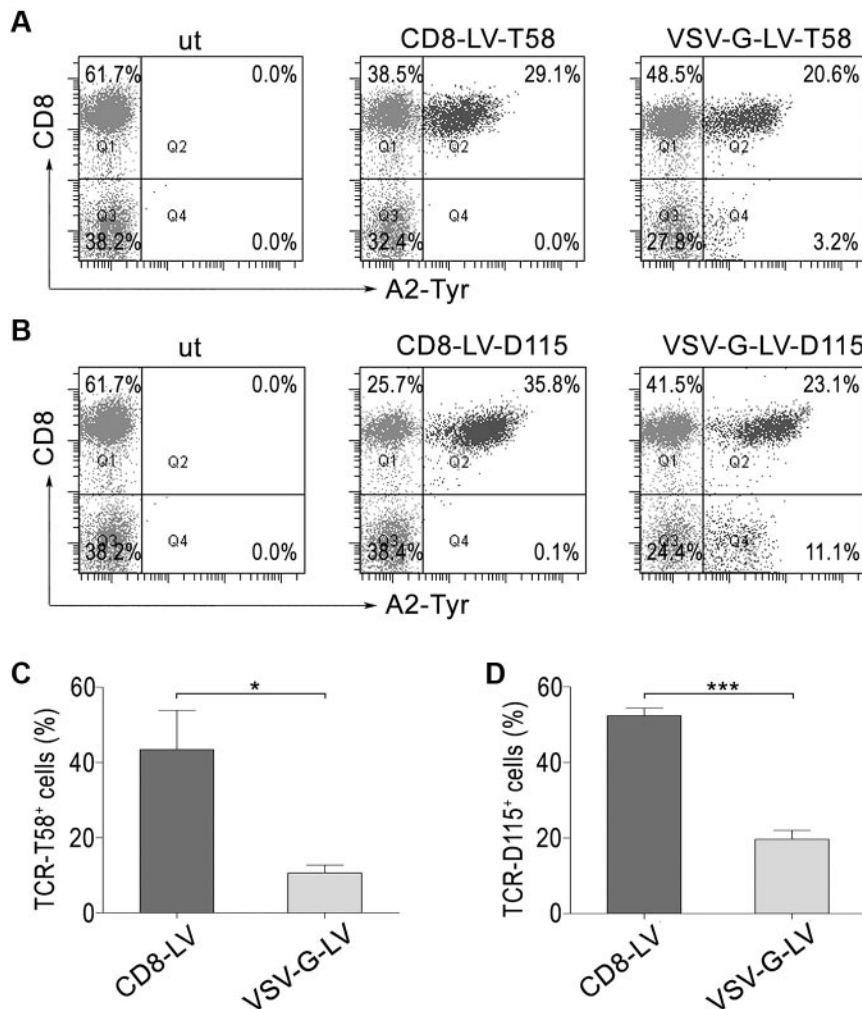 A
ut
CD8-LV-T58
VSV-G-LV-T58
61.7% 0.0%
38.5% 29.1%
48.5% 20.6%
CD8
Q1 Q2
Q1 Q2
Q1 Q2
Q3 Q4
Q3 Q4
Q3 Q4
38.2% 0.0%
32.4% 0.0%
27.8% 3.2%
A2-Tyr
B
ut
CD8-LV-D115
VSV-G-LV-D115
61.7% 0.0%
25.7% 35.8%
41.5% 23.1%
CD8
Q1 Q2
Q1 Q2
Q1 Q2
Q3 Q4
Q3 Q4
Q3 Q4
38.2% 0.0%
38.4% 0.1%
24.4% 11.1%
A2-Tyr
C
TCR-T58+ cells (%)
60
40
20
0
*
CD8-LV
VSV-G-LV
D
TCR-D115+ cells (%)
60
40
20
0
***
CD8-LV
VSV-G-LV